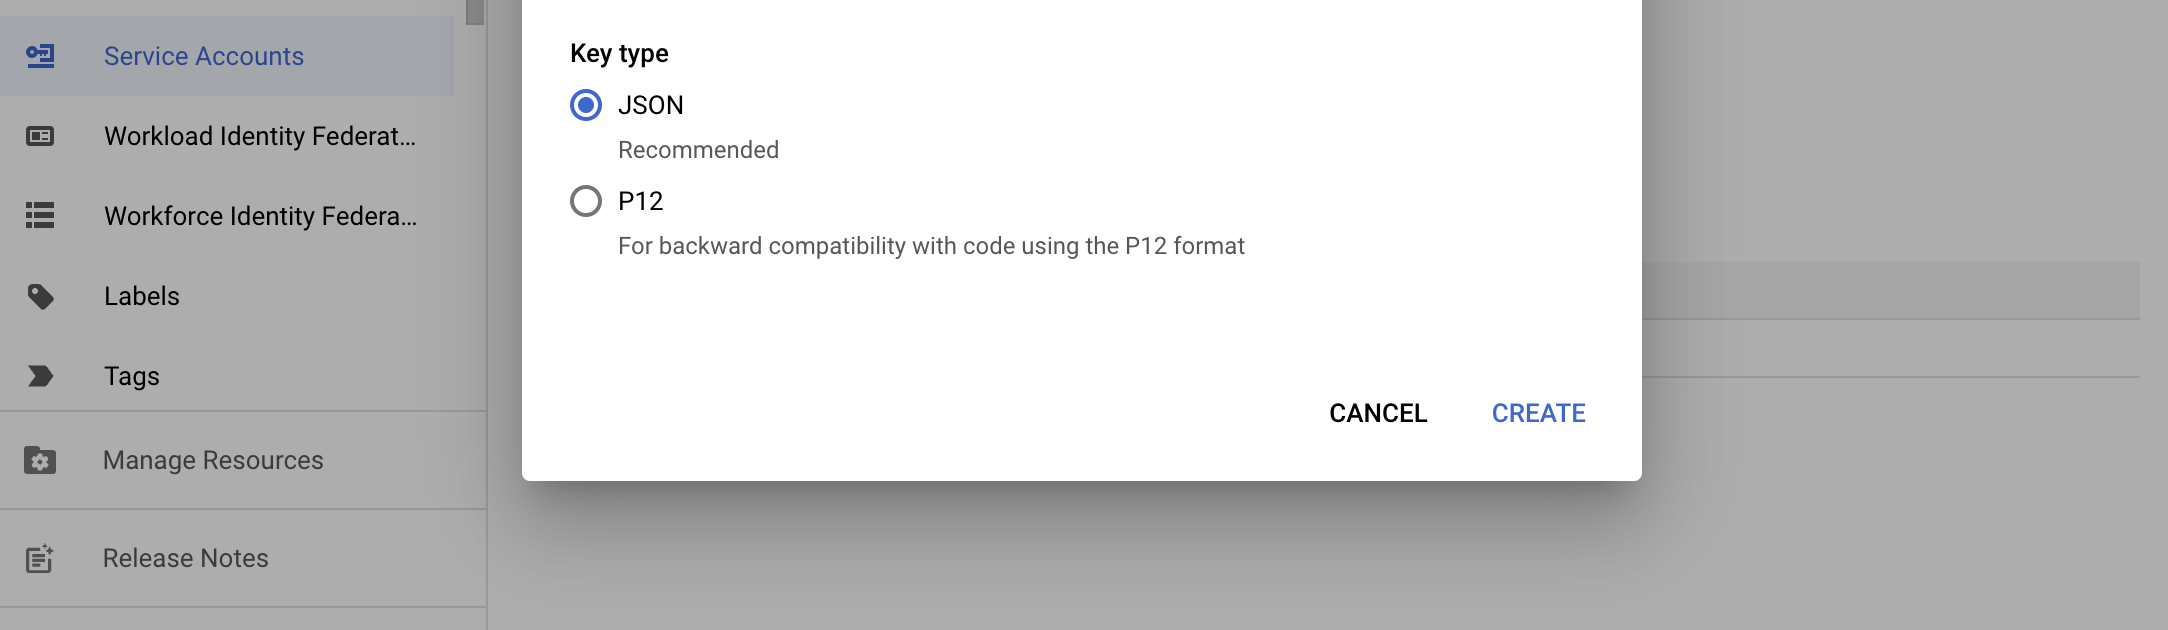 Service Accounts
Workload Identity Federat...
Workforce Identity Federa...
Labels
Tags
Manage Resources
Release Notes
Key type
JSON
Recommended
P12
For backward compatibility with code using the P12 format
CANCEL
CREATE